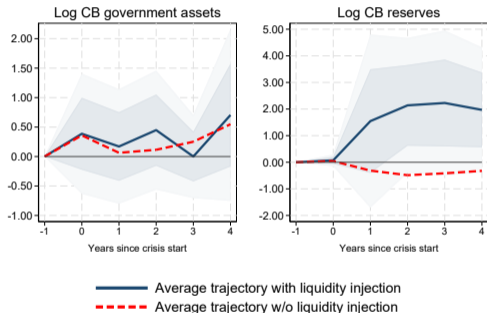 Log CB government assets
2.00
1.50
1.00
0.50
0.00
-0.50
-1.00
-1 0 1 2 3 4
Years since crisis start
Log CB reserves
5.00
4.00
3.00
2.00
1.00
0.00
-1.00
-2.00
-1 0 1 2 3 4
Years since crisis start
Average trajectory with liquidity injection
Average trajectory w/o liquidity injection